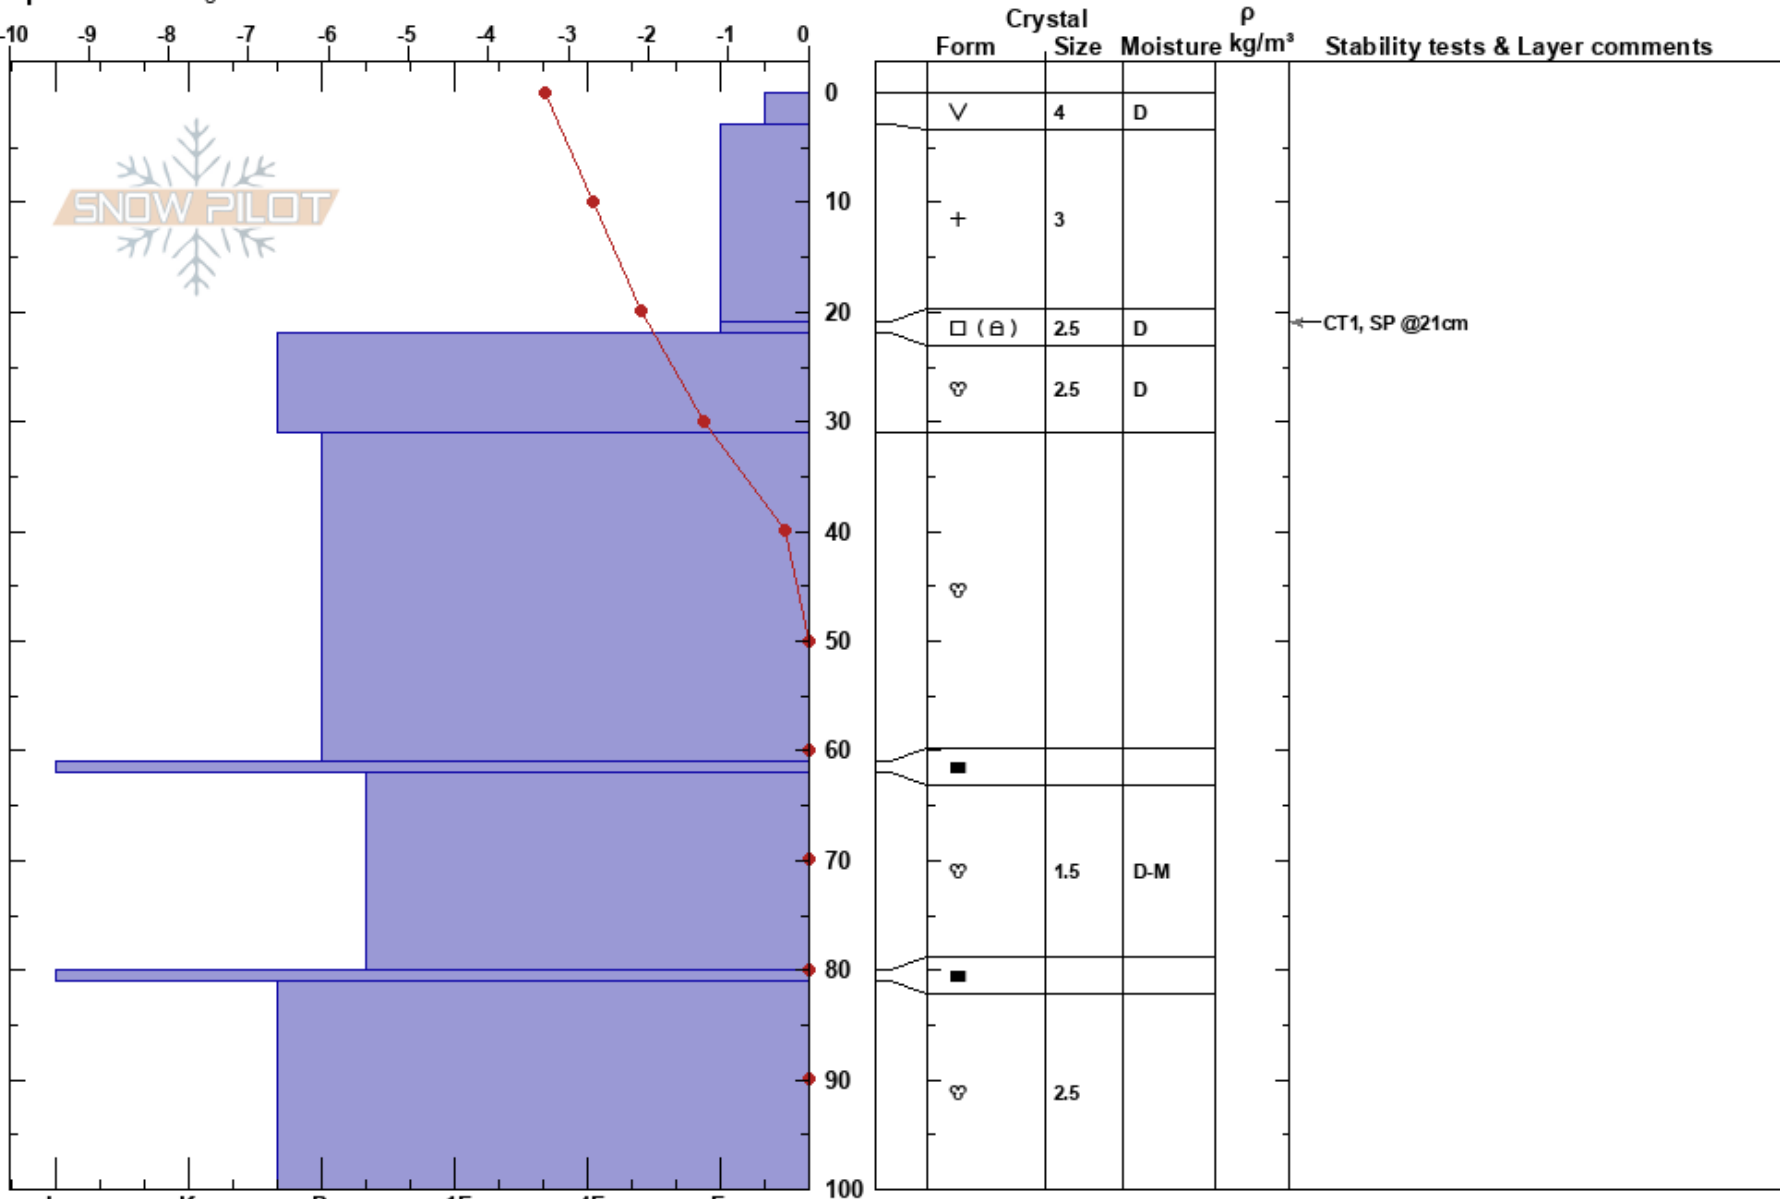 Crystal ρ
-10 -9 -8 -7 -6 -5 -4 -3 -2 -1 0 Form Size Moisture kg/m³ Stability tests & Layer comments
0
V 4 D
SNOW PILOT
10
+ 3
20
CT1, SP @21cm
2.5 D
2.5 D
30
40
50
60
70
1.5 D-M
80
90
2.5
100